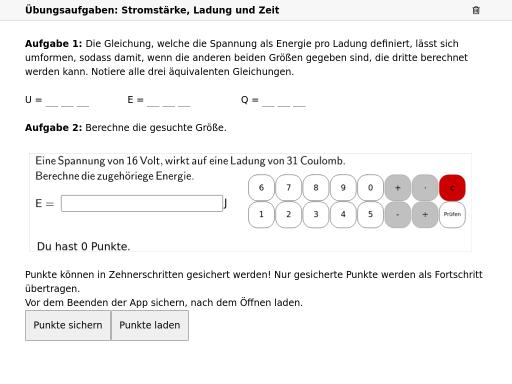 Übungsaufgaben: Stromstärke, Ladung und Zeit
Aufgabe 1: Die Gleichung, welche die Spannung als Energie pro Ladung definiert, lässt sich
umformen, sodass damit, wenn die anderen beiden Größen gegeben sind, die dritte berechnet
werden kann. Notiere alle drei äquivalenten Gleichungen.
U = __ __ __ E = __ __ __ Q = __ __ __
Aufgabe 2: Berechne die gesuchte Größe.
Eine Spannung von 16 Volt, wirkt auf eine Ladung von 31 Coulomb.
Berechne die zugehöriege Energie.
E = J
6 7 8 9 0 + · c
1 2 3 4 5 - ÷ Prüfen
Du hast 0 Punkte.
Punkte können in Zehnerschritten gesichert werden! Nur gesicherte Punkte werden als Fortschritt
übertragen.
Vor dem Beenden der App sichern, nach dem Öffnen laden.
Punkte sichern Punkte laden